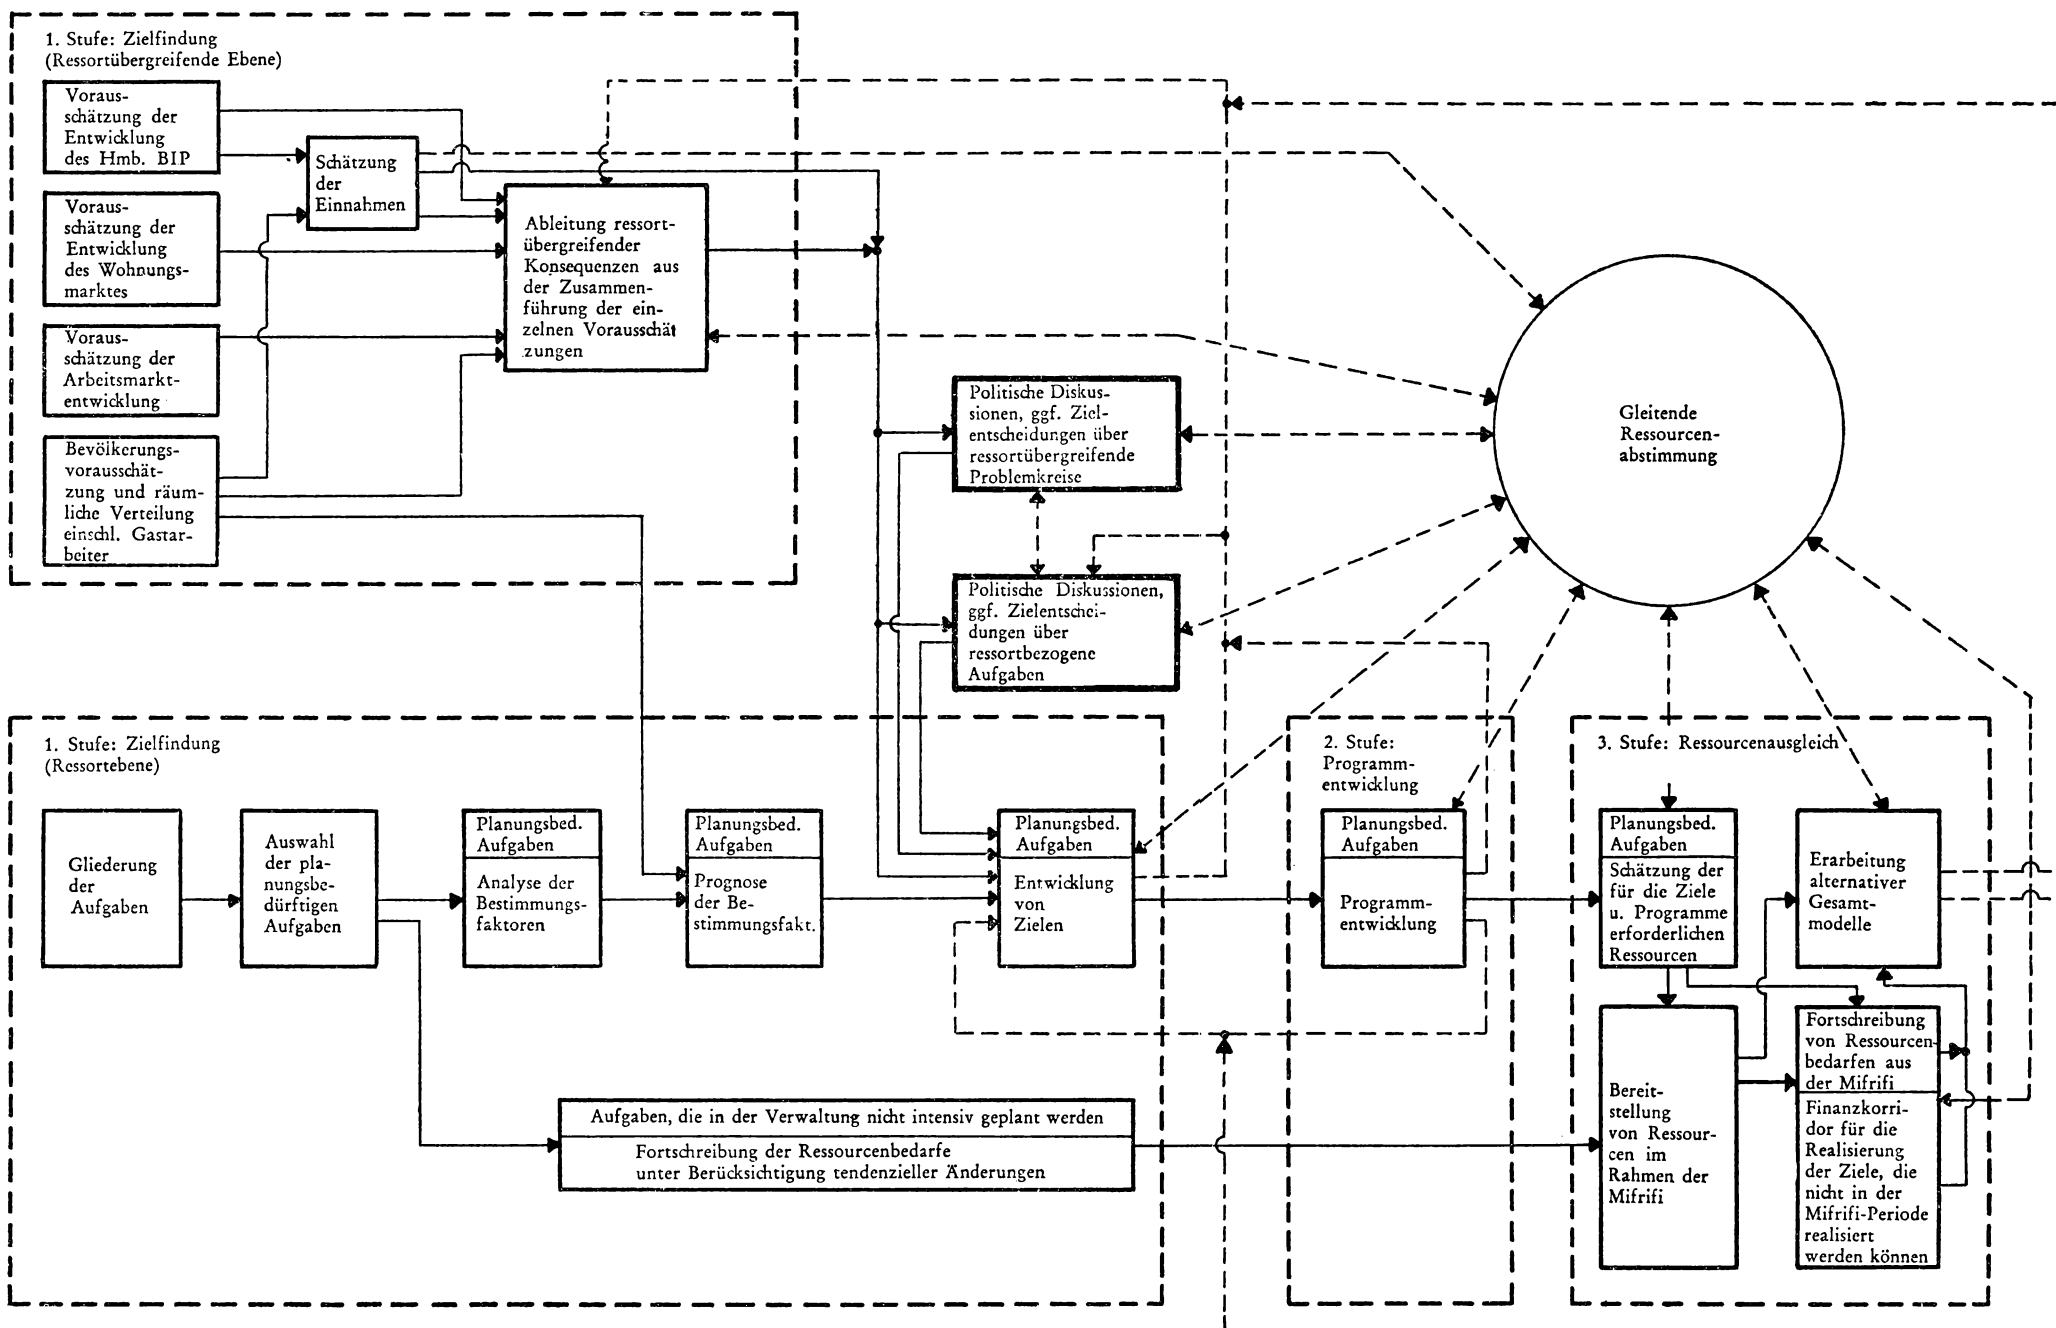 1. Stufe: Zielfindung
(Ressortübergreifende Ebene)
Voraus-
schätzung der
Entwicklung
des Hmb. BIP
Schätzung
der
Einnahmen
Voraus-
schätzung der
Entwicklung
des Wohnungs-
marktes
Voraus-
schätzung der
Arbeitsmarkt-
entwicklung
Bevölkerungs-
vorausschät-
zung und räum-
liche Verteilung
einschl. Gastar-
beiter
Ableitung ressort-
übergreifender
Konsequenzen aus
der Zusammen-
führung der ein-
zelnen Vorausschät
zungen
Politische Diskus-
sionen, ggf. Ziel-
entscheidungen über
ressortübergreifende
Problemkreise
Politische Diskussionen,
ggf. Zielentschei-
dungen über
ressortbezogene
Aufgaben
Gleitende
Ressourcen-
abstimmung
1. Stufe: Zielfindung
(Ressortebene)
Gliederung
der
Aufgaben
Auswahl
der pla-
nungsbe-
dürftigen
Aufgaben
Planungsbed.
Aufgaben
Analyse der
Bestimmungs-
faktoren
Planungsbed.
Aufgaben
Prognose
der Be-
stimmungsfakt.
Planungsbed.
Aufgaben
Entwicklung
von
Zielen
Aufgaben, die in der Verwaltung nicht intensiv geplant werden
Fortschreibung der Ressourcenbedarfe
unter Berücksichtigung tendenzieller Änderungen
2. Stufe:
Programm-
entwicklung
Planungsbed.
Aufgaben
Programm-
entwicklung
3. Stufe: Ressourcenausgleich
Planungsbed.
Aufgaben
Schätzung der
für die Ziele
u. Programme
erforderlichen
Ressourcen
Erarbeitung
alternativer
Gesamt-
modelle
Bereit-
stellung
von Ressour-
cen im
Rahmen der
Mifrifi
Fortschreibung
von Ressourcen-
bedarfen aus
der Mifrifi
Finanzkorri-
dor für die
Realisierung
der Ziele, die
nicht in der
Mifrifi-Periode
realisiert
werden können